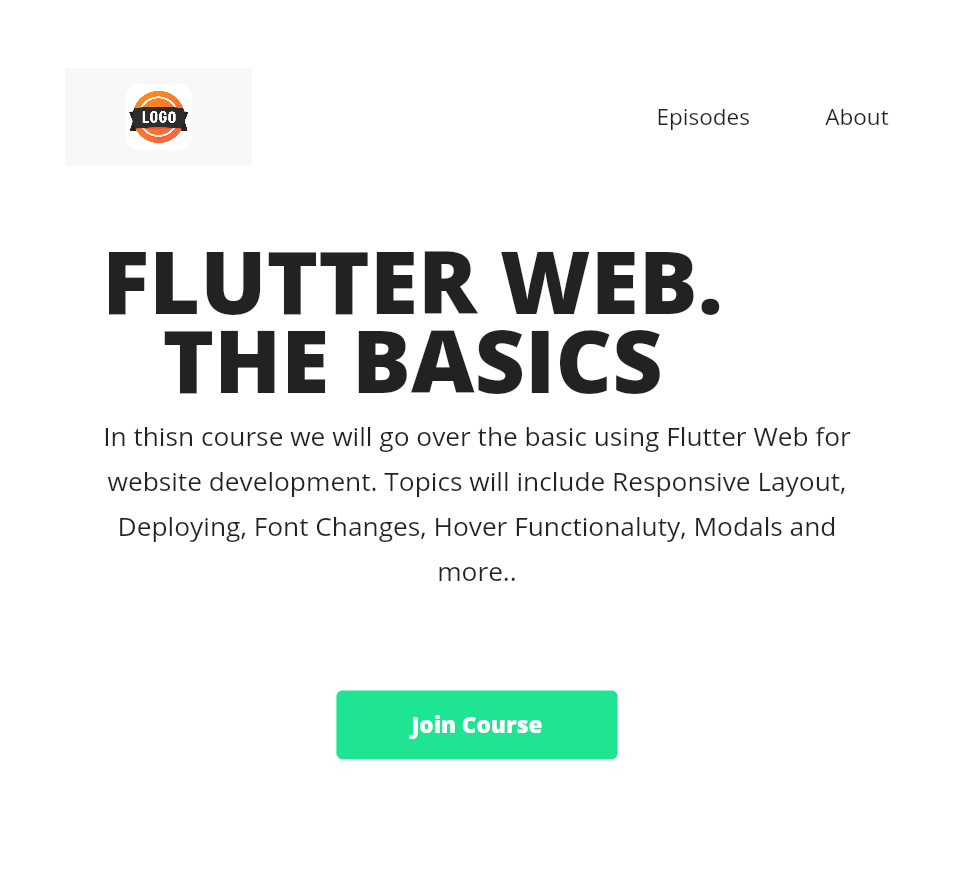 LOGO
Episodes About
FLUTTER WEB.
THE BASICS
In thisn course we will go over the basic using Flutter Web for
website development. Topics will include Responsive Layout,
Deploying, Font Changes, Hover Functionaluty, Modals and
more..
Join Course